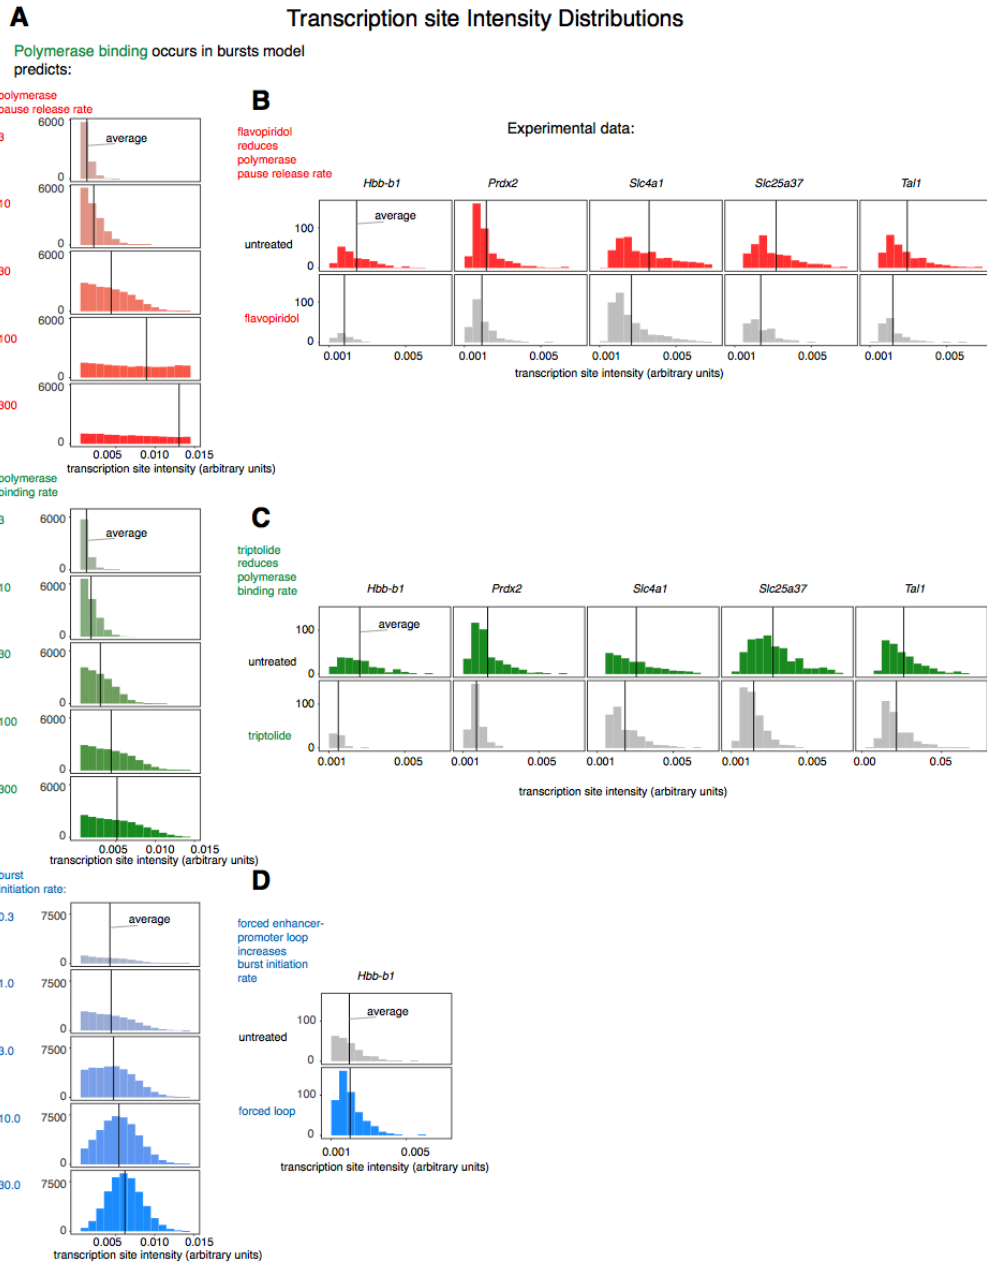 A
Transcription site Intensity Distributions
Polymerase binding occurs in bursts model
predicts:
polymerase
pause release rate
3
6000
average
0
10
6000
0
30
6000
0
100
6000
0
300
6000
0
0.005 0.010 0.015
transcription site intensity (arbitrary units)
B
flavopiridol
reduces
polymerase
pause release rate
Experimental data:
Hbb-b1 Prdx2 Slc4a1 Slc25a37 Tal1
untreated
100
0
average
flavopiridol
100
0
0.001 0.005 0.001 0.005 0.001 0.005 0.001 0.005 0.001 0.005
transcription site intensity (arbitrary units)
polymerase
binding rate
3
6000
average
0
10
6000
0
30
6000
0
100
6000
0
300
6000
0
0.005 0.010 0.015
transcription site intensity (arbitrary units)
C
triptolide
reduces
polymerase
binding rate
Hbb-b1 Prdx2 Slc4a1 Slc25a37 Tal1
untreated
100
0
average
triptolide
100
0
0.001 0.005 0.001 0.005 0.001 0.005 0.001 0.005 0.00 0.05
transcription site intensity (arbitrary units)
burst
initiation rate:
0.3
7500
average
0
1.0
7500
0
3.0
7500
0
10.0
7500
0
30.0
7500
0
0.005 0.010 0.015
transcription site intensity (arbitrary units)
D
forced enhancer-
promoter loop
increases
burst initiation
rate
Hbb-b1
untreated
100
0
average
forced loop
100
0
0.001 0.005
transcription site intensity (arbitrary units)